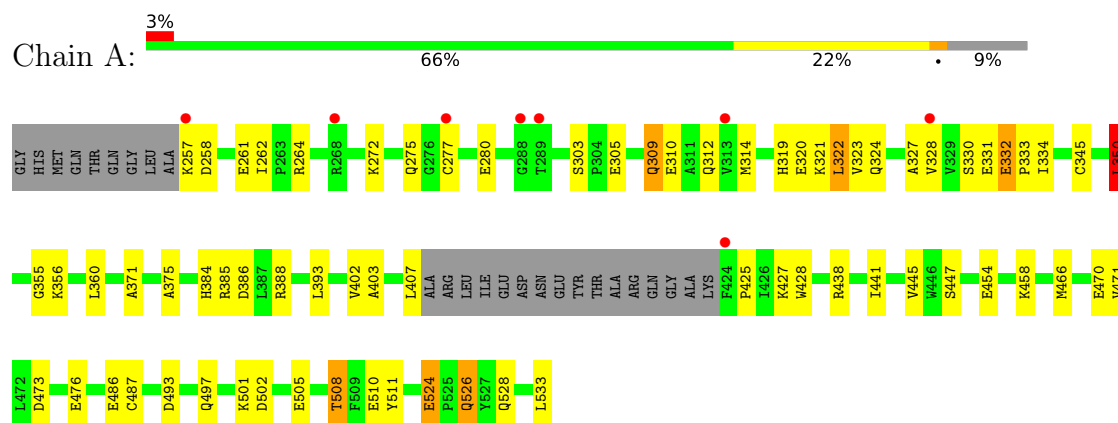 3%
Chain A:
66% 22% • 9%
GLY HIS MET GLN THR GLN GLY LEU ALA K257 D258 E261 I262 P263 R264 R268 K272 Q275 G276 C277 E280 G288 T289 S303 P304 E305 Q309 E310 A311 Q312 V313 M314 H319 E320 K321 L322 V323 Q324 A327 V328 V329 S330 E331 E332 P333 I334 C345 L350
G355 K356 L360 A371 A375 H384 R385 D386 L387 R388 L393 V402 A403 L407 ALA ARG LEU ILE GLU ASP ASN GLU TYR THR ALA ARG GLN GLY ALA LYS F424 P425 I426 K427 W428 R438 I441 V445 W446 S447 E454 K458 M466 E470 V471
L472 D473 E476 E486 C487 D493 Q497 K501 D502 E505 T508 F509 E510 Y511 E524 P525 Q526 Y527 Q528 L533